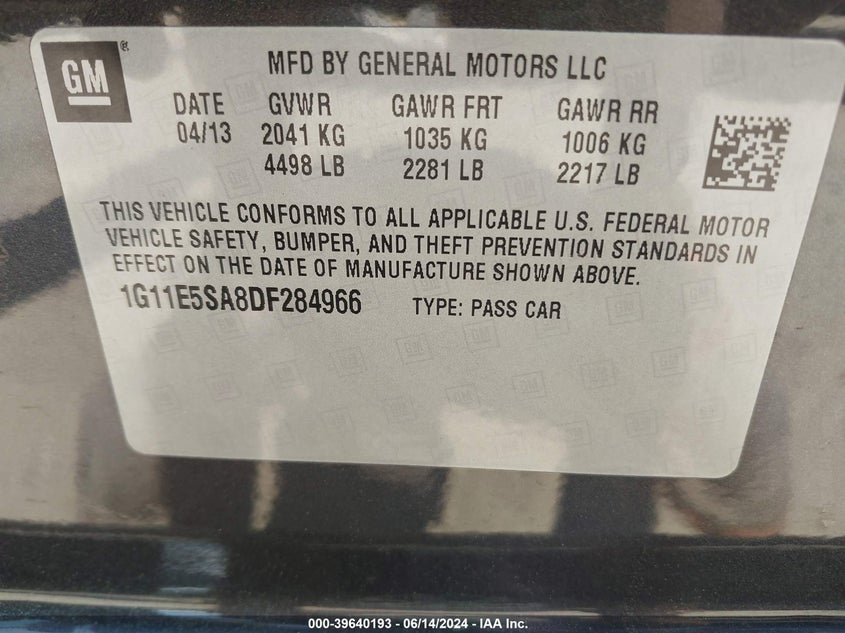 GM ®
MFD BY GENERAL MOTORS LLC
DATE GVWR GAWR FRT GAWR RR
04/13 2041 KG 1035 KG 1006 KG
4498 LB 2281 LB 2217 LB
THIS VEHICLE CONFORMS TO ALL APPLICABLE U.S. FEDERAL MOTOR
VEHICLE SAFETY, BUMPER, AND THEFT PREVENTION STANDARDS IN
EFFECT ON THE DATE OF MANUFACTURE SHOWN ABOVE.
1G11E5SA8DF284966 TYPE: PASS CAR
000-39640193 - 06/14/2024 - IAA Inc.